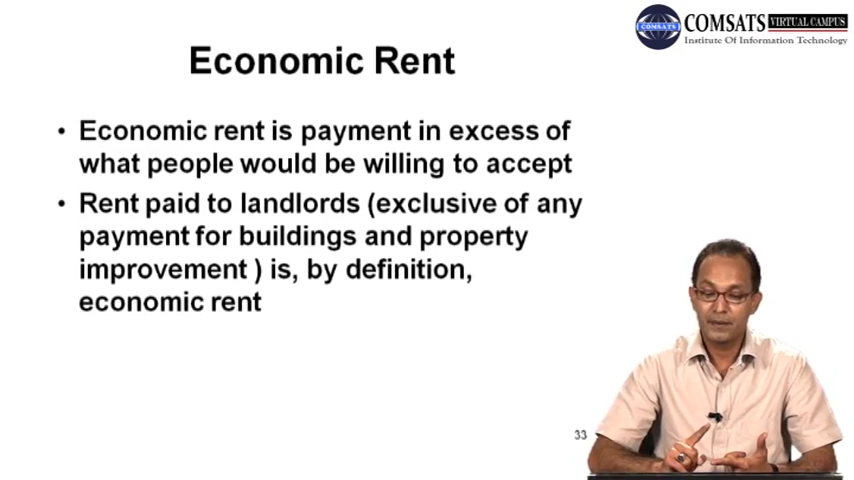 COMSATS VIRTUAL CAMPUS
Institute Of Information Technology
COMSATS
Economic Rent
• Economic rent is payment in excess of
what people would be willing to accept
• Rent paid to landlords (exclusive of any
payment for buildings and property
improvement ) is, by definition,
economic rent
33